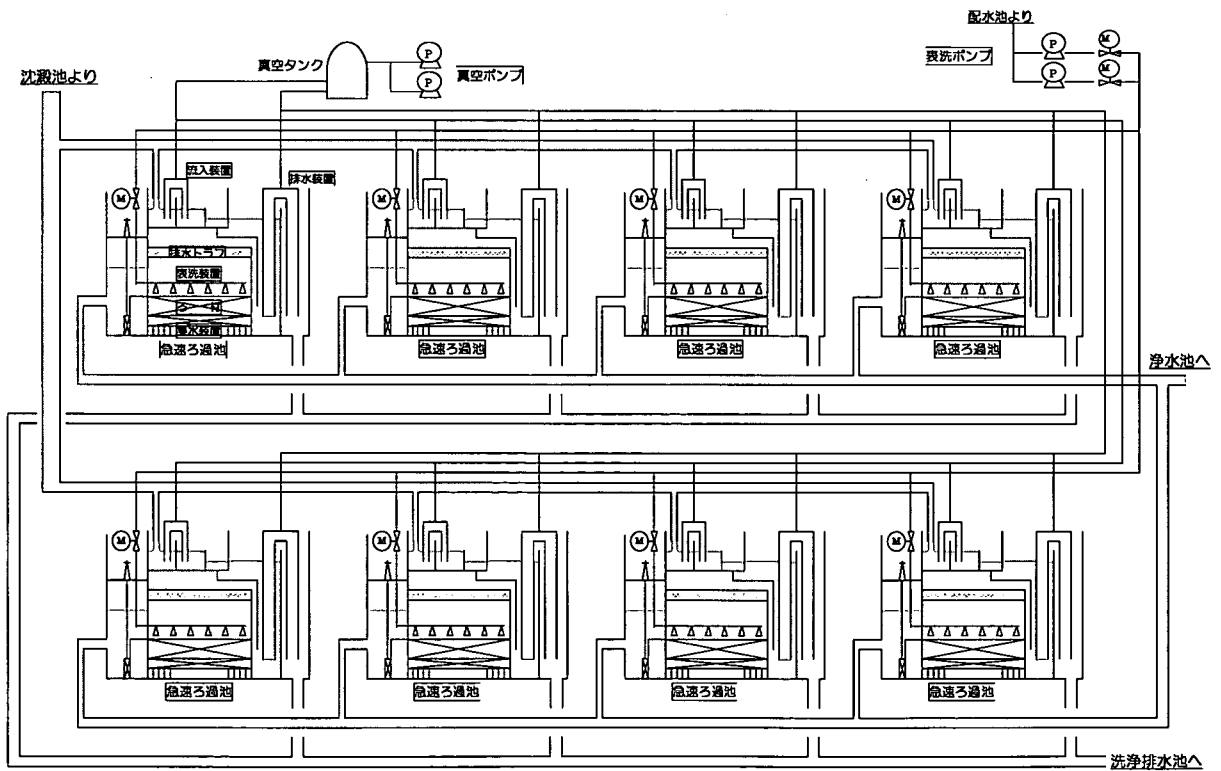 配水池より
P
M
真空タンク
P
表洗ポンプ
沈澱池より
真空ポンプ
P
P
M
流入装置
排水装置
M
M
M
M
排水トラフ
表洗装置
集水装置
急速ろ過池
急速ろ過池
急速ろ過池
急速ろ過池
浄水池へ
M
M
M
M
急速ろ過池
急速ろ過池
急速ろ過池
急速ろ過池
洗浄排水池へ